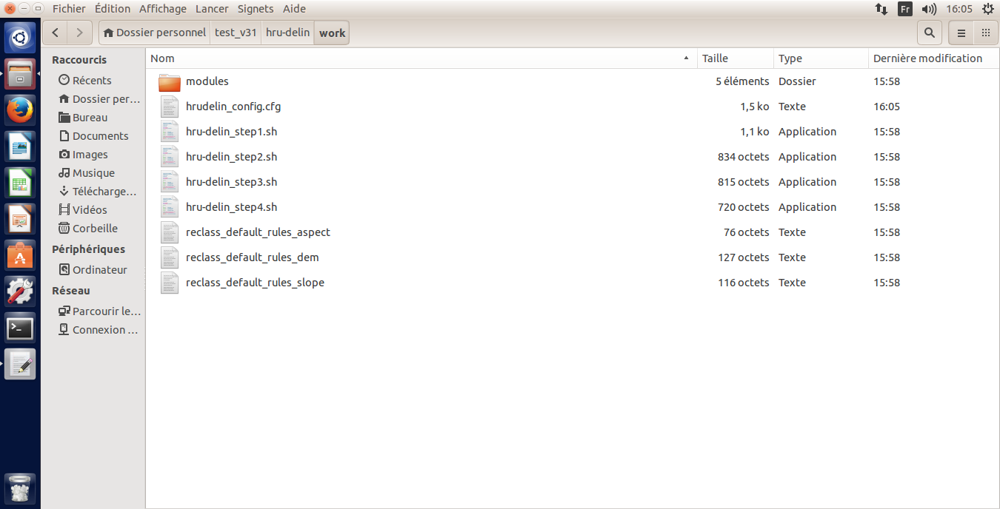 Fichier Édition Affichage Lancer Signets Aide Fr 16:05
Dossier personnel test_v31 hru-delin work
Raccourcis
Récents
Dossier per...
Bureau
Documents
Images
Musique
Télécharge...
Vidéos
Corbeille
Périphériques
Ordinateur
Réseau
Parcourir le...
Connexion ...
Nom Taille Type Dernière modification
modules 5 éléments Dossier 15:58
hrudelin_config.cfg 1,5 ko Texte 16:05
hru-delin_step1.sh 1,1 ko Application 15:58
hru-delin_step2.sh 834 octets Application 15:58
hru-delin_step3.sh 815 octets Application 15:58
hru-delin_step4.sh 720 octets Application 15:58
reclass_default_rules_aspect 76 octets Texte 15:58
reclass_default_rules_dem 127 octets Texte 15:58
reclass_default_rules_slope 116 octets Texte 15:58